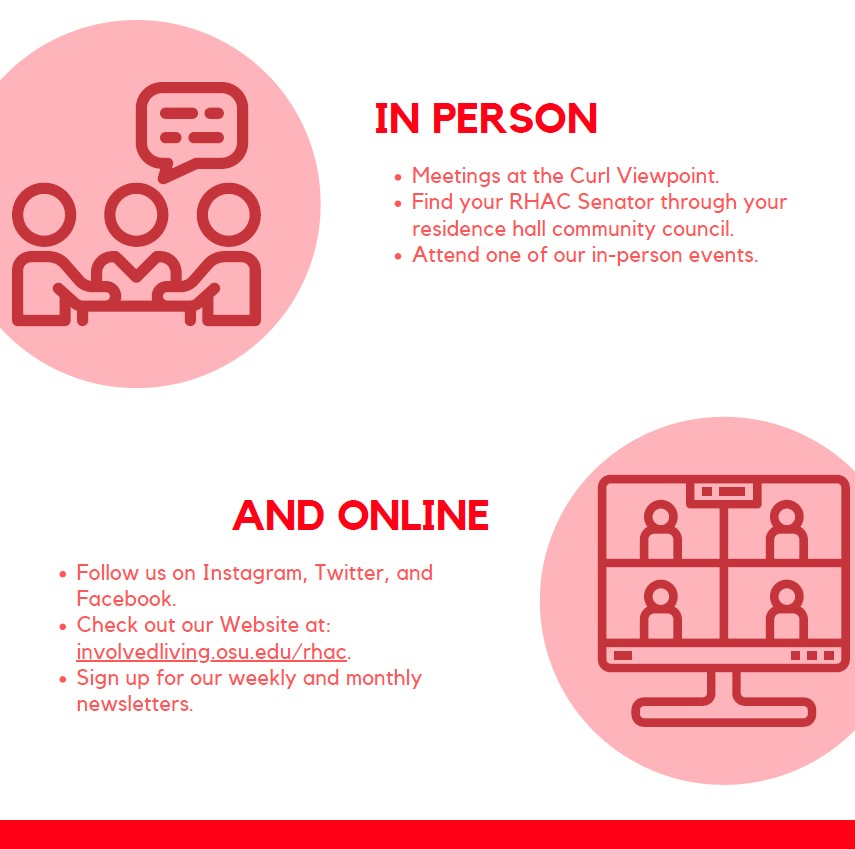 IN PERSON
• Meetings at the Curl Viewpoint.
• Find your RHAC Senator through your
residence hall community council.
• Attend one of our in-person events.
AND ONLINE
• Follow us on Instagram, Twitter, and
Facebook.
• Check out our Website at:
involvedliving.osu.edu/rhac.
• Sign up for our weekly and monthly
newsletters.